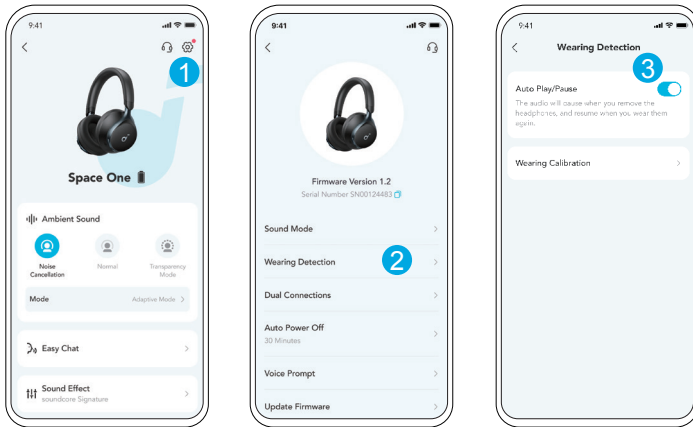 9:41
1
Space One
Ambient Sound
Noise
Cancellation
Normal
Transparency
Mode
Mode
Adaptive Mode
Easy Chat
Sound Effect
soundcore Signature
9:41
Firmware Version 1.2
Serial Number SN00124483
Sound Mode
Wearing Detection
2
Dual Connections
Auto Power Off
30 Minutes
Voice Prompt
Update Firmware
9:41
Wearing Detection
3
Auto Play/Pause
The audio will pause when you remove the
headphones, and resume when you wear them
again.
Wearing Calibration